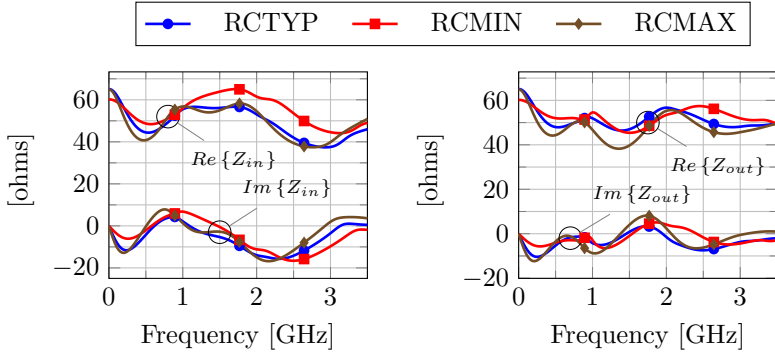 RCTYP RCMIN RCMAX
[ohms]
60
40
20
0
−20
Re {Z_in}
Im {Z_in}
0 1 2 3
Frequency [GHz]
[ohms]
60
40
20
0
−20
Re {Z_out}
Im {Z_out}
0 1 2 3
Frequency [GHz]